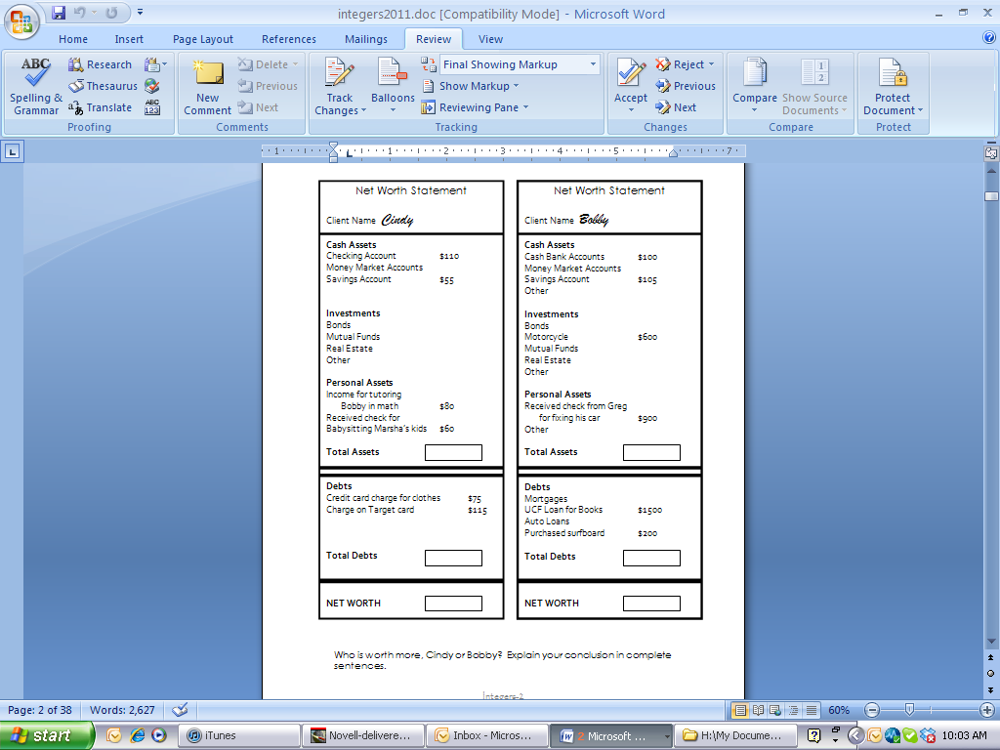 integers2011.doc [Compatibility Mode] - Microsoft Word
Home Insert Page Layout References Mailings Review View
ABC Spelling & Grammar
Research
Thesaurus
Translate
ABC 123
Proofing
New Comment
Delete
Previous
Next
Comments
Track Changes
Balloons
Final Showing Markup
Show Markup
Reviewing Pane
Tracking
Accept
Reject
Previous
Next
Changes
Compare
Show Source Documents
Compare
Protect Document
Protect
1 1 2 3 4 5 7
Net Worth Statement
Client Name Cindy
Cash Assets
Checking Account $110
Money Market Accounts
Savings Account $55
Investments
Bonds
Mutual Funds
Real Estate
Other
Personal Assets
Income for tutoring
Bobby in math $80
Received check for
Babysitting Marsha's kids $60
Total Assets
Debts
Credit card charge for clothes $75
Charge on Target card $115
Total Debts
NET WORTH
Net Worth Statement
Client Name Bobby
Cash Assets
Cash Bank Accounts $100
Money Market Accounts
Savings Account $105
Other
Investments
Bonds
Motorcycle $600
Mutual Funds
Real Estate
Other
Personal Assets
Received check from Greg
for fixing his car $900
Other
Total Assets
Debts
Mortgages
UCF Loan for Books $1500
Auto Loans
Purchased surfboard $200
Total Debts
NET WORTH
Who is worth more, Cindy or Bobby? Explain your conclusion in complete
sentences.
Integers-2
Page: 2 of 38 Words: 2,627 60%
start iTunes Novell-delivere... Inbox - Micros... 2 Microsoft ... H:\My Docume... 10:03 AM